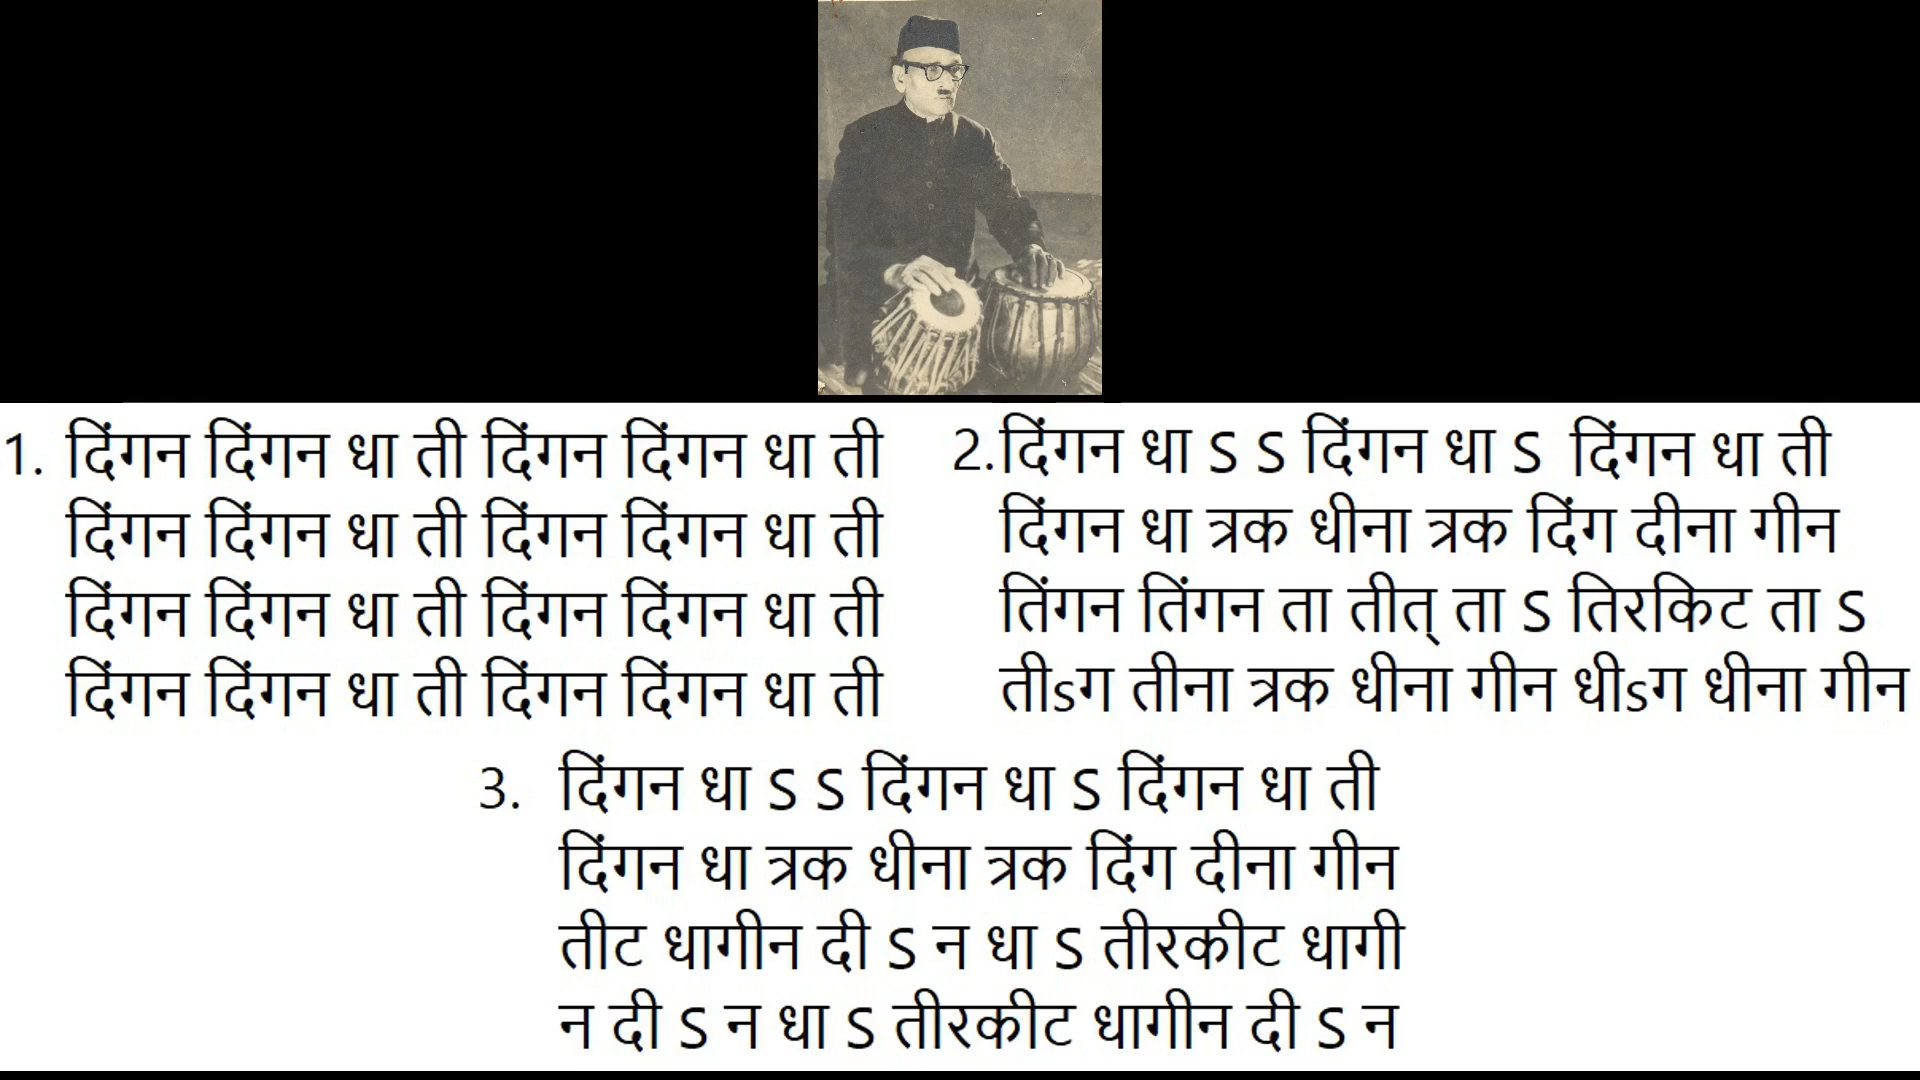 1. दिंगन दिंगन धा ती दिंगन दिंगन धा ती
दिंगन दिंगन धा ती दिंगन दिंगन धा ती
दिंगन दिंगन धा ती दिंगन दिंगन धा ती
दिंगन दिंगन धा ती दिंगन दिंगन धा ती
2. दिंगन धा S S दिंगन धा S दिंगन धा ती
दिंगन धा त्रक धीना त्रक दिंग दीना गीन
तिंगन तिंगन ता तीत् ता S तिरकिट ता S
तीsग तीना त्रक धीना गीन धीsग धीना गीन
3. दिंगन धा S S दिंगन धा S दिंगन धा ती
दिंगन धा त्रक धीना त्रक दिंग दीना गीन
तीट धागीन दी S न धा S तीरकीट धागी
न दी S न धा S तीरकीट धागीन दी S न